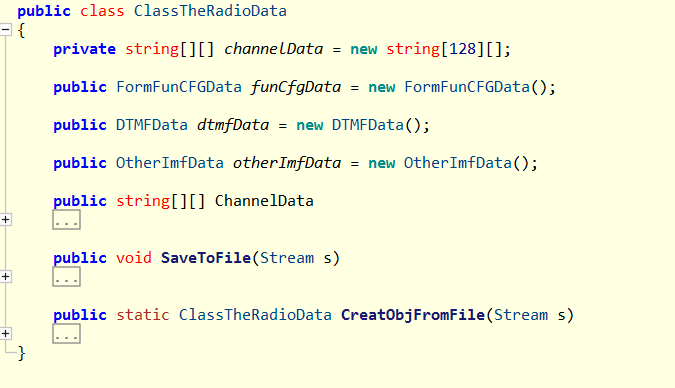 public class ClassTheRadioData
{
private string[][] channelData = new string[128][];
public FormFunCFGData funCfgData = new FormFunCFGData();
public DTMFData dtmfData = new DTMFData();
public OtherImfData otherImfData = new OtherImfData();
public string[][] ChannelData
...
public void SaveToFile(Stream s)
...
public static ClassTheRadioData CreatObjFromFile(Stream s)
...
}